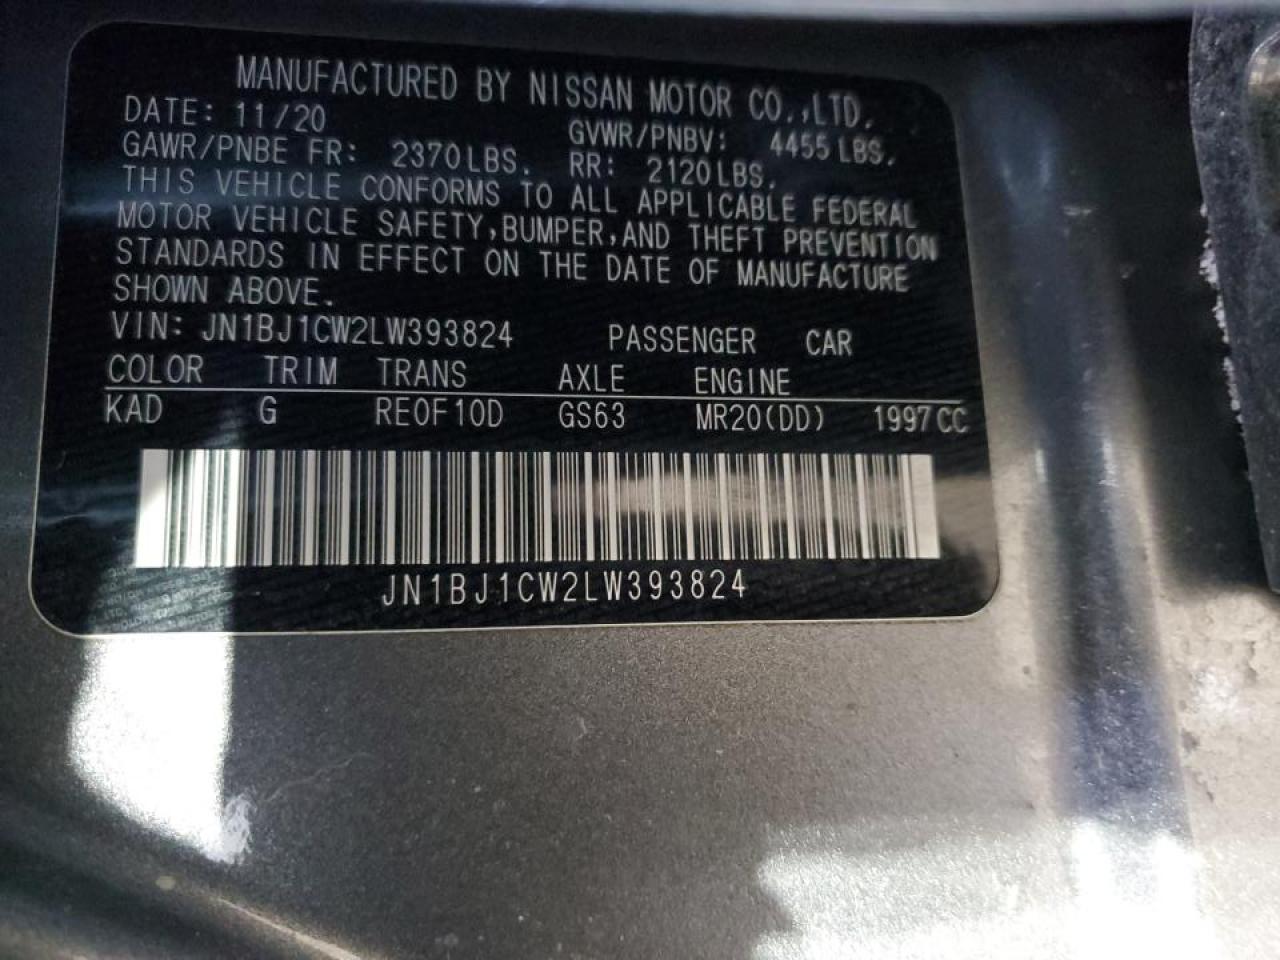 MANUFACTURED BY NISSAN MOTOR CO.,LTD.
DATE: 11/20 GVWR/PNBV: 4455 LBS.
GAWR/PNBE FR: 2370LBS. RR: 2120LBS.
THIS VEHICLE CONFORMS TO ALL APPLICABLE FEDERAL
MOTOR VEHICLE SAFETY,BUMPER,AND THEFT PREVENTION
STANDARDS IN EFFECT ON THE DATE OF MANUFACTURE
SHOWN ABOVE.
VIN: JN1BJ1CW2LW393824 PASSENGER CAR
COLOR TRIM TRANS AXLE ENGINE
KAD G RE0F10D GS63 MR20(DD) 1997CC
JN1BJ1CW2LW393824